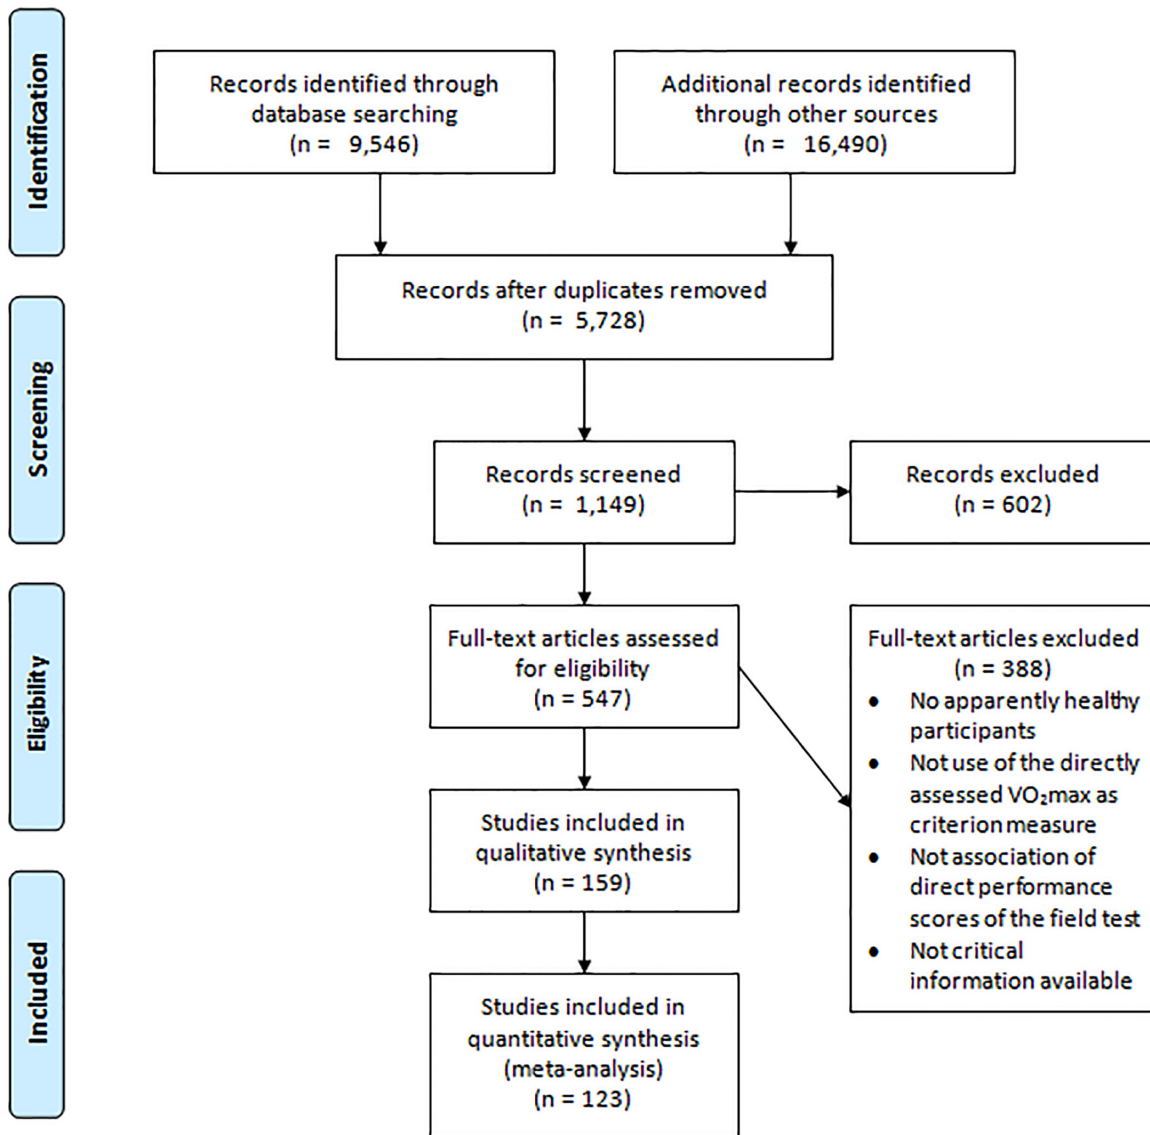 Identification
Records identified through
database searching
(n = 9,546)
Additional records identified
through other sources
(n = 16,490)
Records after duplicates removed
(n = 5,728)
Screening
Records screened
(n = 1,149)
Records excluded
(n = 602)
Eligibility
Full-text articles assessed
for eligibility
(n = 547)
Full-text articles excluded
(n = 388)
● No apparently healthy
participants
● Not use of the directly
assessed VO₂max as
criterion measure
● Not association of
direct performance
scores of the field test
● Not critical
information available
Studies included in
qualitative synthesis
(n = 159)
Included
Studies included in
quantitative synthesis
(meta-analysis)
(n = 123)